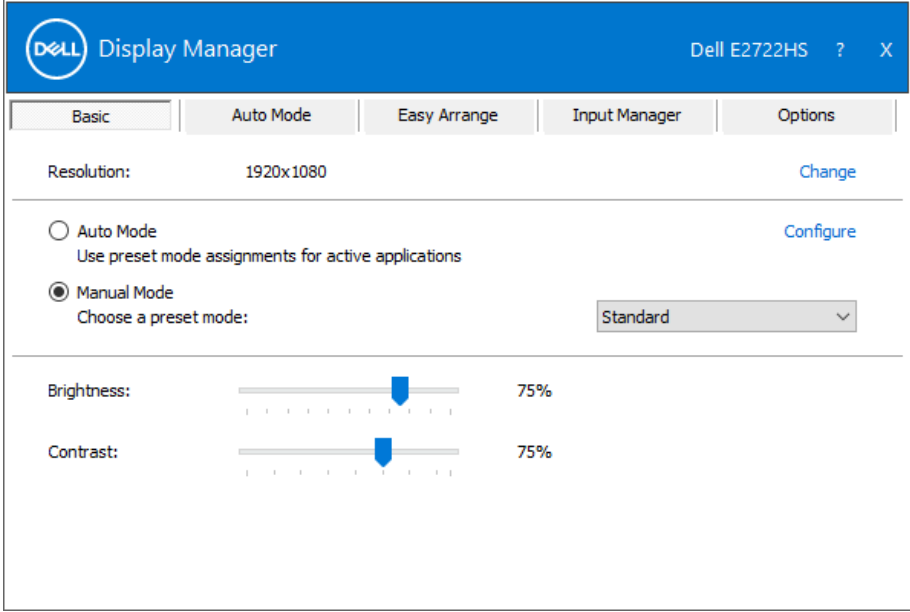 DELL Display Manager Dell E2722HS ? X
Basic Auto Mode Easy Arrange Input Manager Options
Resolution: 1920x1080 Change
Auto Mode Configure
Use preset mode assignments for active applications
Manual Mode
Choose a preset mode: Standard
Brightness: 75%
Contrast: 75%